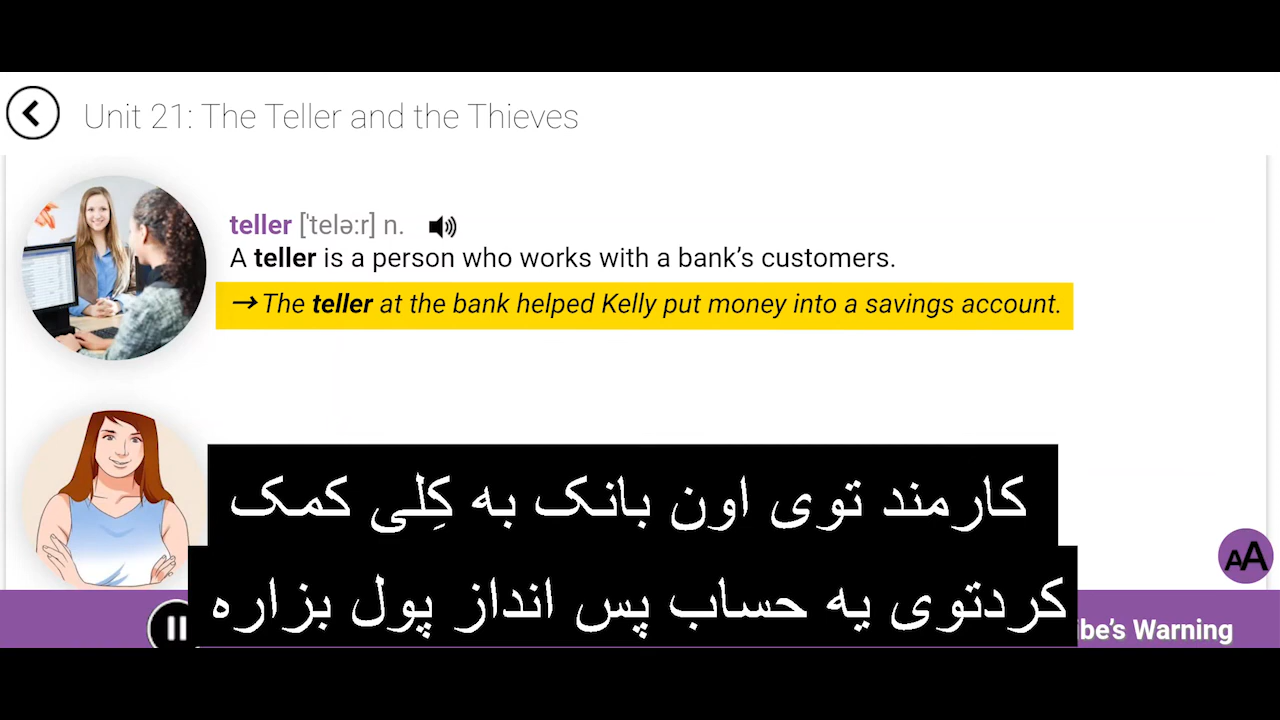 Unit 21: The Teller and the Thieves
teller ['telə:r] n.
A teller is a person who works with a bank's customers.
→ The teller at the bank helped Kelly put money into a savings account.
کارمند توی اون بانک به کِلی کمک
کردتوی یه حساب پس انداز پول بزاره
AA
ibe's Warning